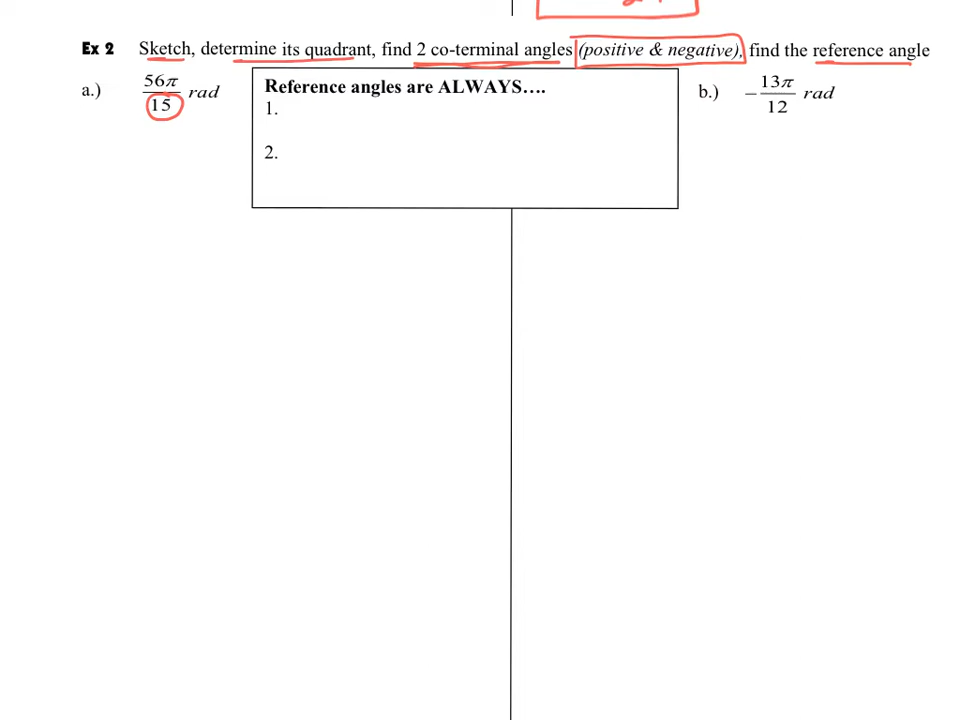 Ex 2 Sketch, determine its quadrant, find 2 co-terminal angles (positive & negative), find the reference angle
a.) 56π/15 rad
Reference angles are ALWAYS….
1.
2.
b.) −13π/12 rad